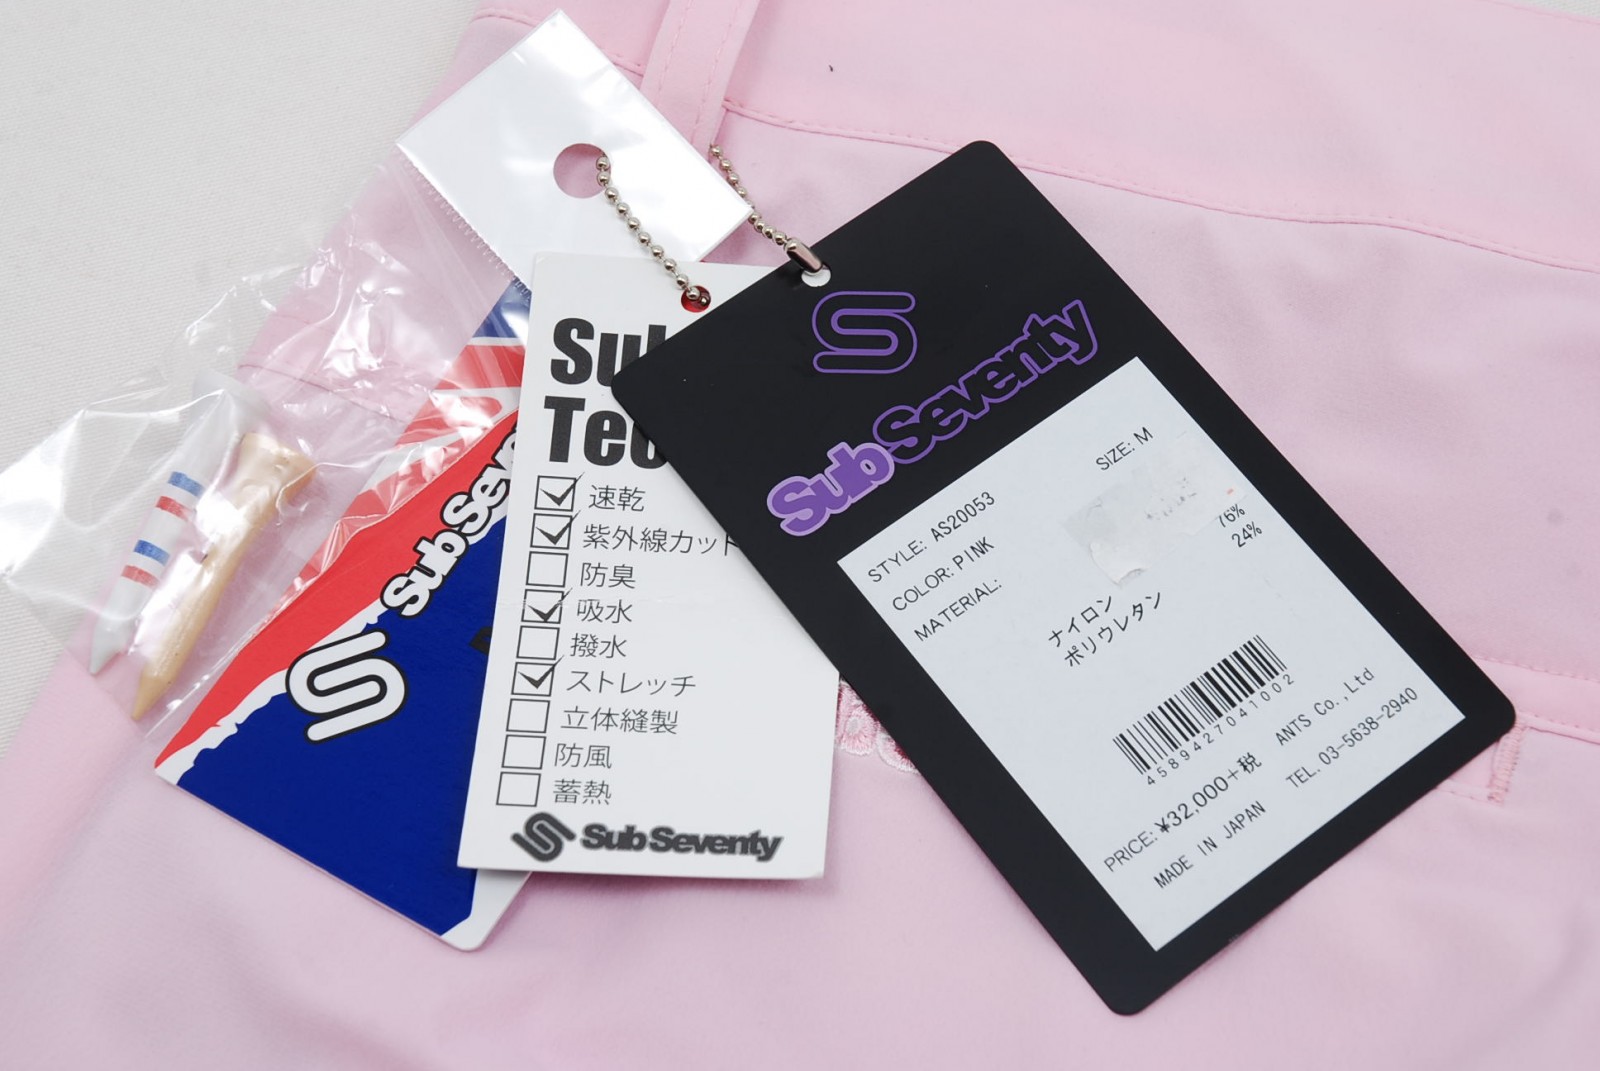 Sub
速乾
紫外線カット
防臭
吸水
撥水
ストレッチ
立体縫製
防風
蓄熱
Sub Seventy
Sub Seventy
SIZE: M
STYLE: AS20053
COLOR: PINK
MATERIAL:
ナイロン 76%
ポリウレタン 24%
4589427041002
PRICE: ¥32,000+税 ANTS Co.,Ltd
MADE IN JAPAN TEL. 03-5638-2940